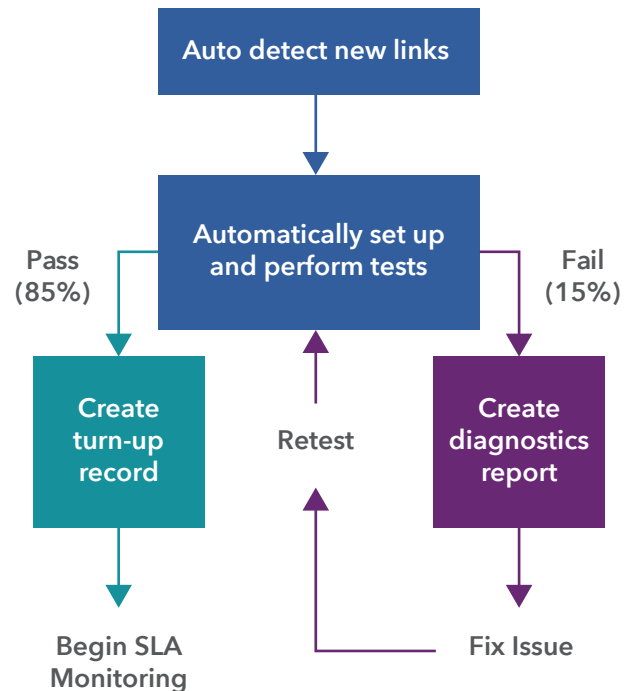 Auto detect new links
Automatically set up
and perform tests
Pass
(85%)
Fail
(15%)
Create
turn-up
record
Retest
Create
diagnostics
report
Begin SLA
Monitoring
Fix Issue